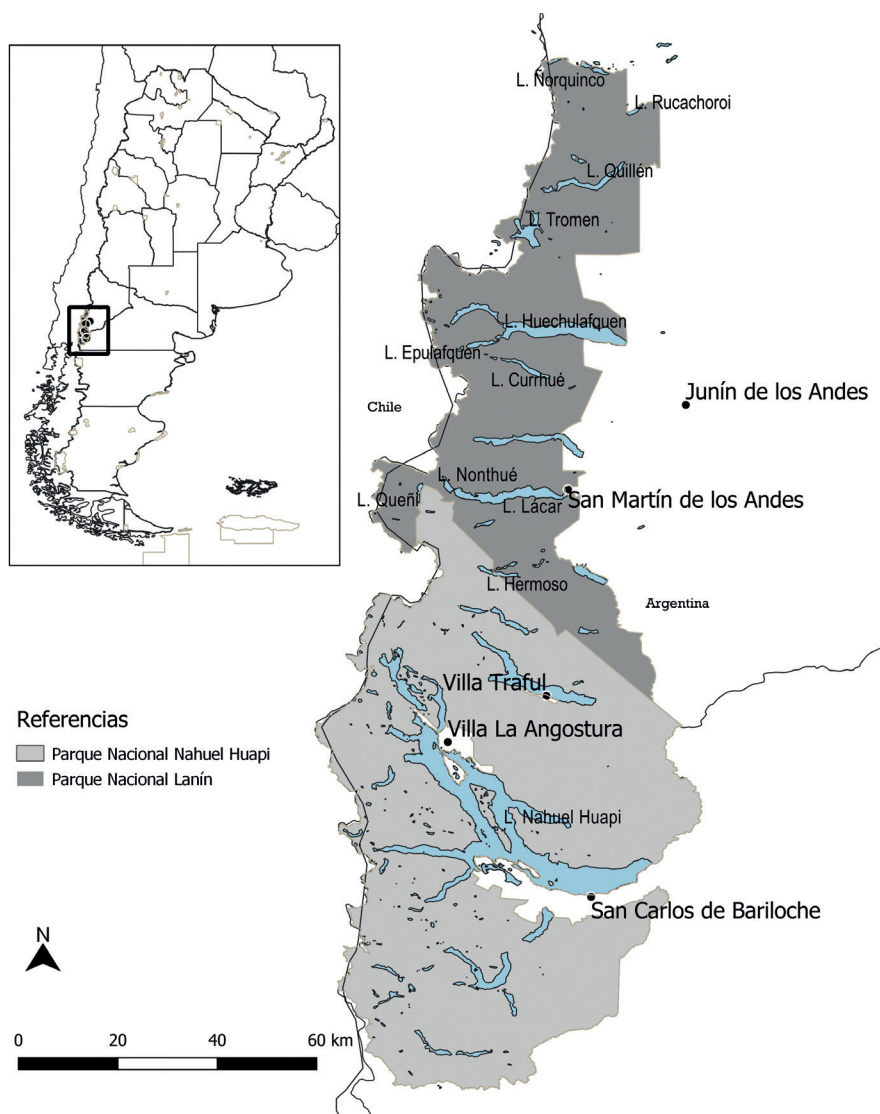 L. Ñorquinco
L. Rucachoroi
L. Quillén
L. Tromen
L. Huechulafquen
L. Epulafquen
L. Currhué
Junín de los Andes
Chile
L. Nonthué
L. Queñi
L. Lácar
San Martín de los Andes
L. Hermoso
Argentina
Villa Traful
Villa La Angostura
Referencias
Parque Nacional Nahuel Huapi
Parque Nacional Lanín
L. Nahuel Huapi
San Carlos de Bariloche
N
0 20 40 60 km